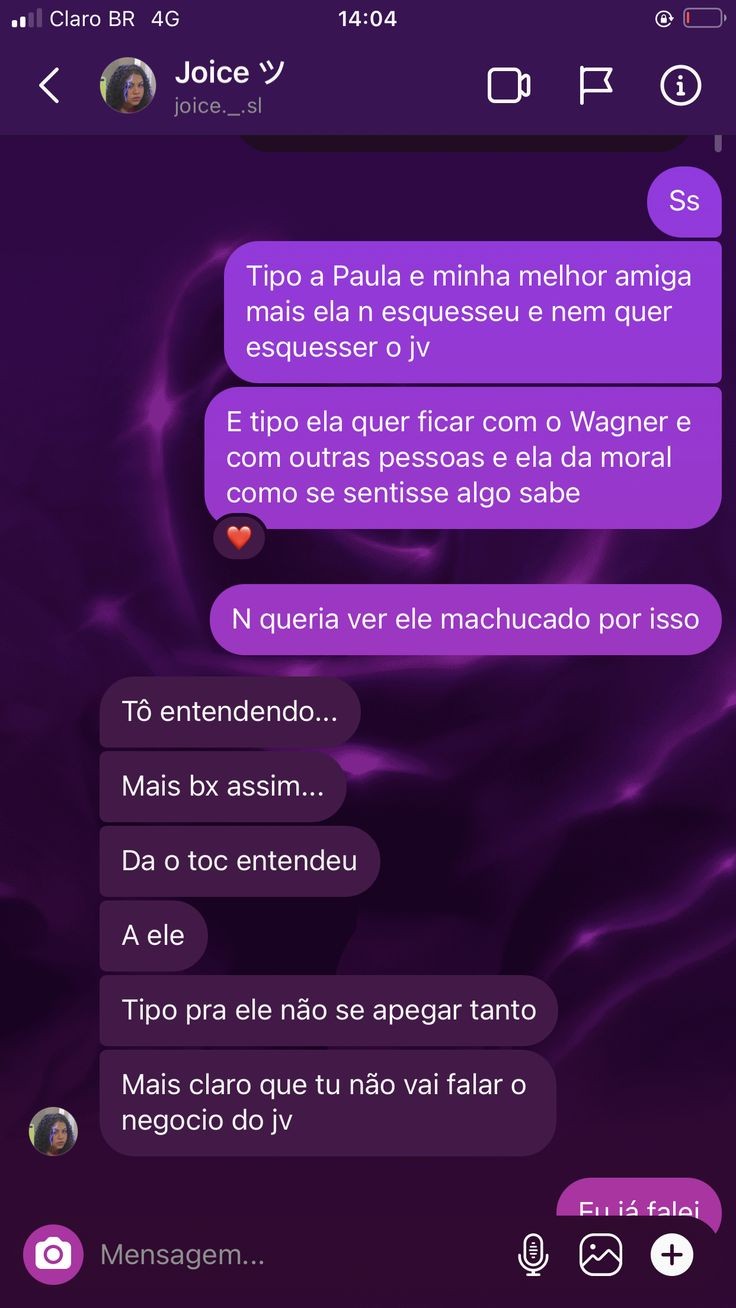 Claro BR 4G 14:04
Joice ツ
joice._.sl
Ss
Tipo a Paula e minha melhor amiga
mais ela n esquesseu e nem quer
esquesser o jv
E tipo ela quer ficar com o Wagner e
com outras pessoas e ela da moral
como se sentisse algo sabe
N queria ver ele machucado por isso
Tô entendendo...
Mais bx assim...
Da o toc entendeu
A ele
Tipo pra ele não se apegar tanto
Mais claro que tu não vai falar o
negocio do jv
Eu já falei
Mensagem...